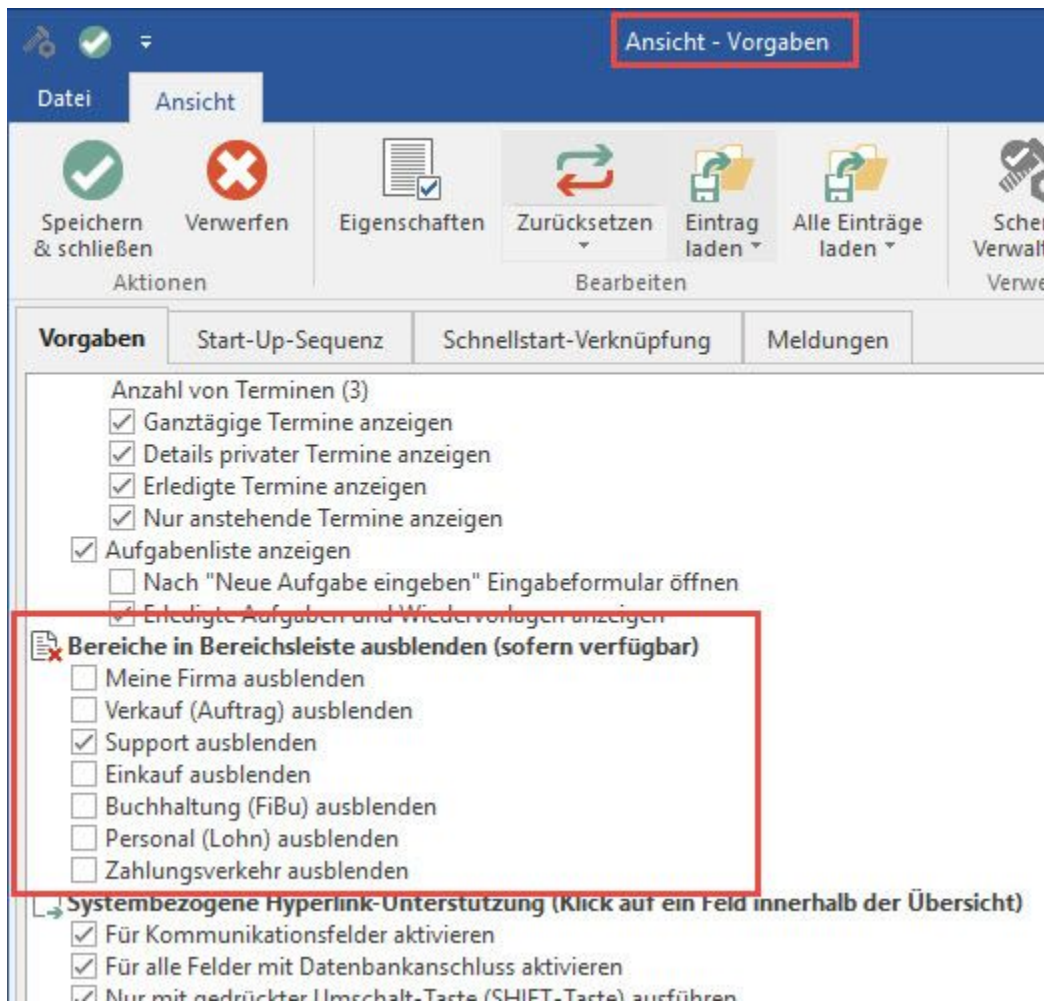 Ansicht - Vorgaben
Datei Ansicht
Speichern & schließen
Verwerfen
Eigenschaften
Zurücksetzen
Eintrag laden
Alle Einträge laden
Aktionen
Bearbeiten
Vorgaben Start-Up-Sequenz Schnellstart-Verknüpfung Meldungen
Anzahl von Terminen (3)
Ganztägige Termine anzeigen
Details privater Termine anzeigen
Erledigte Termine anzeigen
Nur anstehende Termine anzeigen
Aufgabenliste anzeigen
Nach "Neue Aufgabe eingeben" Eingabeformular öffnen
Erledigte Aufgaben und Wiedervorlagen anzeigen
Bereiche in Bereichsleiste ausblenden (sofern verfügbar)
Meine Firma ausblenden
Verkauf (Auftrag) ausblenden
Support ausblenden
Einkauf ausblenden
Buchhaltung (FiBu) ausblenden
Personal (Lohn) ausblenden
Zahlungsverkehr ausblenden
Systembezogene Hyperlink-Unterstützung (Klick auf ein Feld innerhalb der Übersicht)
Für Kommunikationsfelder aktivieren
Für alle Felder mit Datenbankanschluss aktivieren
Nur mit gedrückter Umschalt-Taste (SHIFT-Taste) ausführen